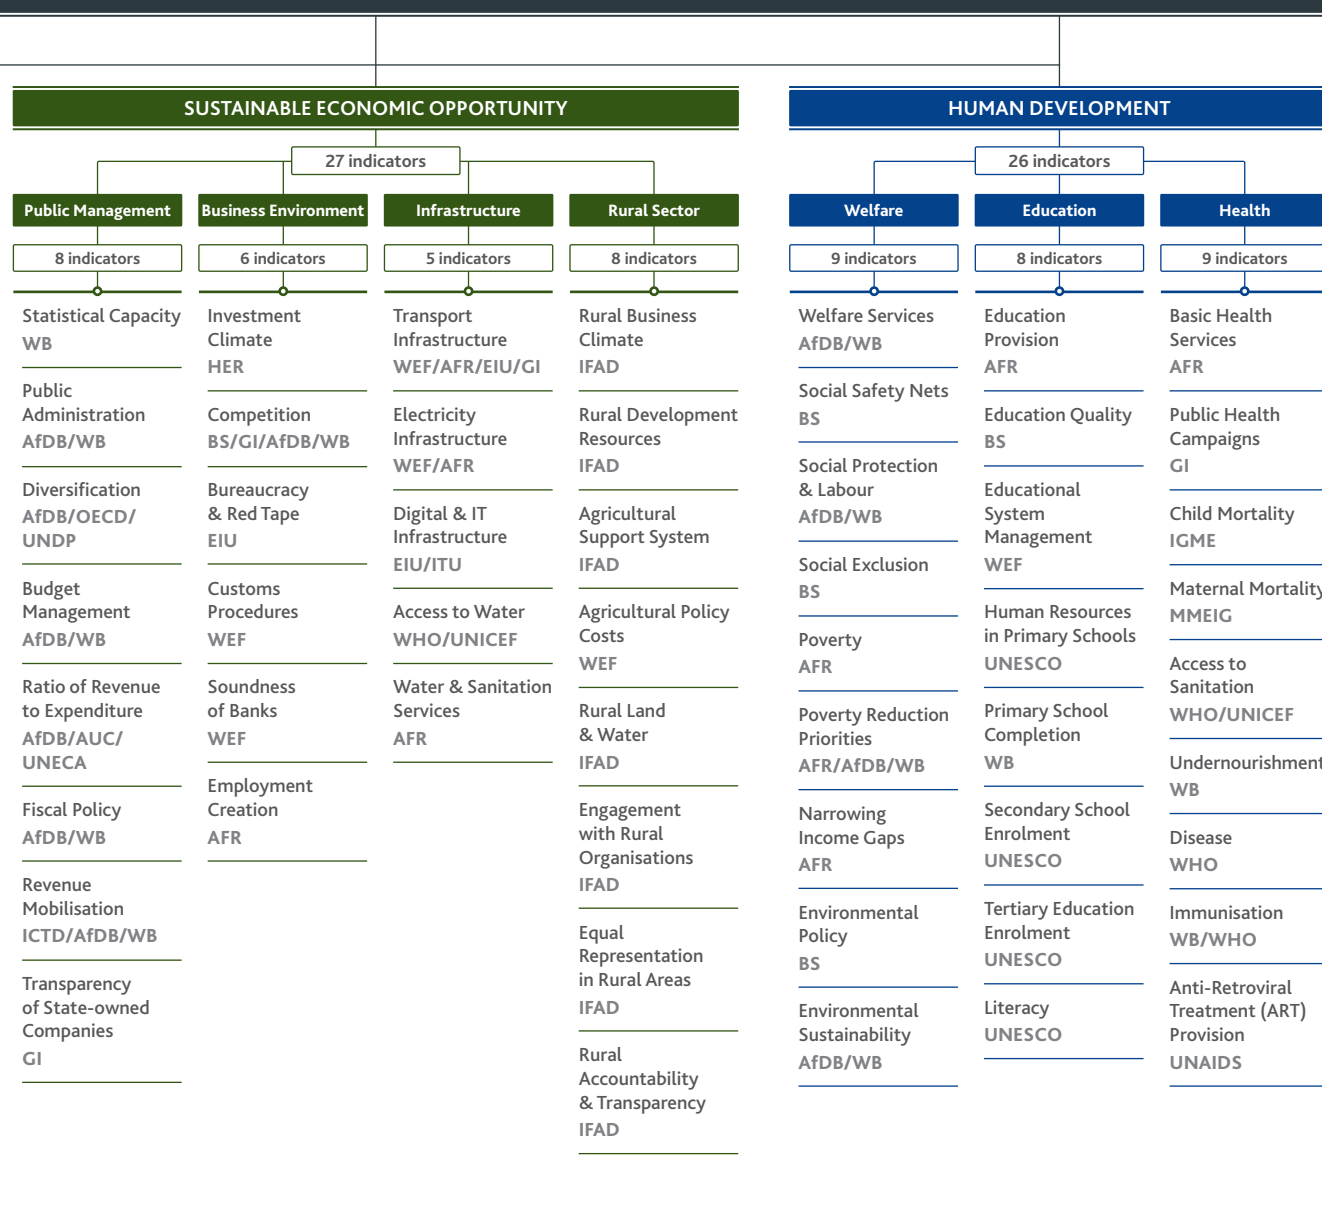 SUSTAINABLE ECONOMIC OPPORTUNITY
27 indicators
Public Management
8 indicators
Statistical Capacity
WB
Public
Administration
AfDB/WB
Diversification
AfDB/OECD/
UNDP
Budget
Management
AfDB/WB
Ratio of Revenue
to Expenditure
AfDB/AUC/
UNECA
Fiscal Policy
AfDB/WB
Revenue
Mobilisation
ICTD/AfDB/WB
Transparency
of State-owned
Companies
GI
Business Environment
6 indicators
Investment
Climate
HER
Competition
BS/GI/AfDB/WB
Bureaucracy
& Red Tape
EIU
Customs
Procedures
WEF
Soundness
of Banks
WEF
Employment
Creation
AFR
Infrastructure
5 indicators
Transport
Infrastructure
WEF/AFR/EIU/GI
Electricity
Infrastructure
WEF/AFR
Digital & IT
Infrastructure
EIU/ITU
Access to Water
WHO/UNICEF
Water & Sanitation
Services
AFR
Rural Sector
8 indicators
Rural Business
Climate
IFAD
Rural Development
Resources
IFAD
Agricultural
Support System
IFAD
Agricultural Policy
Costs
WEF
Rural Land
& Water
IFAD
Engagement
with Rural
Organisations
IFAD
Equal
Representation
in Rural Areas
IFAD
Rural
Accountability
& Transparency
IFAD
HUMAN DEVELOPMENT
26 indicators
Welfare
9 indicators
Welfare Services
AfDB/WB
Social Safety Nets
BS
Social Protection
& Labour
AfDB/WB
Social Exclusion
BS
Poverty
AFR
Poverty Reduction
Priorities
AFR/AfDB/WB
Narrowing
Income Gaps
AFR
Environmental
Policy
BS
Environmental
Sustainability
AfDB/WB
Education
8 indicators
Education
Provision
AFR
Education Quality
BS
Educational
System
Management
WEF
Human Resources
in Primary Schools
UNESCO
Primary School
Completion
WB
Secondary School
Enrolment
UNESCO
Tertiary Education
Enrolment
UNESCO
Literacy
UNESCO
Health
9 indicators
Basic Health
Services
AFR
Public Health
Campaigns
GI
Child Mortality
IGME
Maternal Mortality
MMEIG
Access to
Sanitation
WHO/UNICEF
Undernourishment
WB
Disease
WHO
Immunisation
WB/WHO
Anti-Retroviral
Treatment (ART)
Provision
UNAIDS